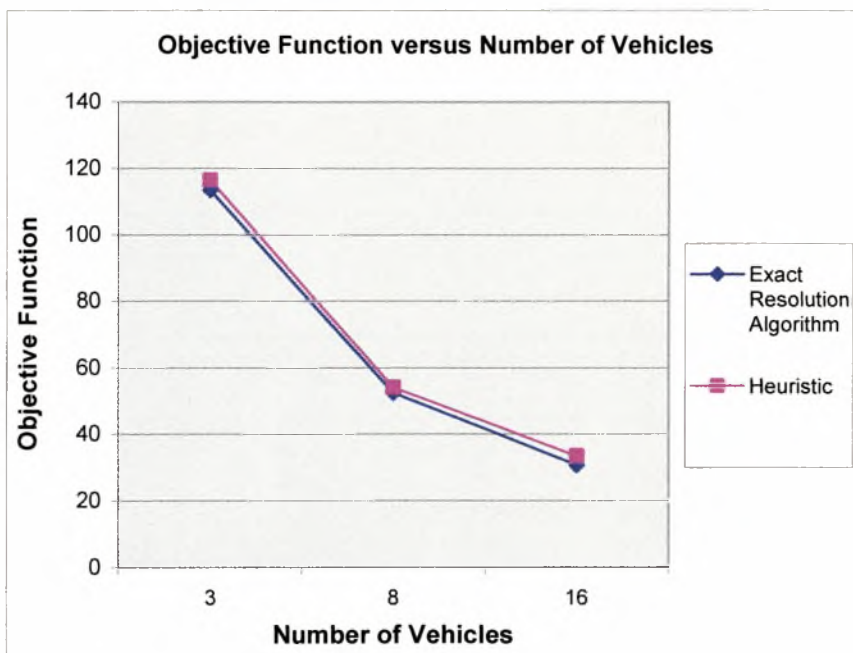 Objective Function versus Number of Vehicles
140
120
100
80
60
40
20
0
Objective Function
3 8 16
Number of Vehicles
Exact
Resolution
Algorithm
Heuristic